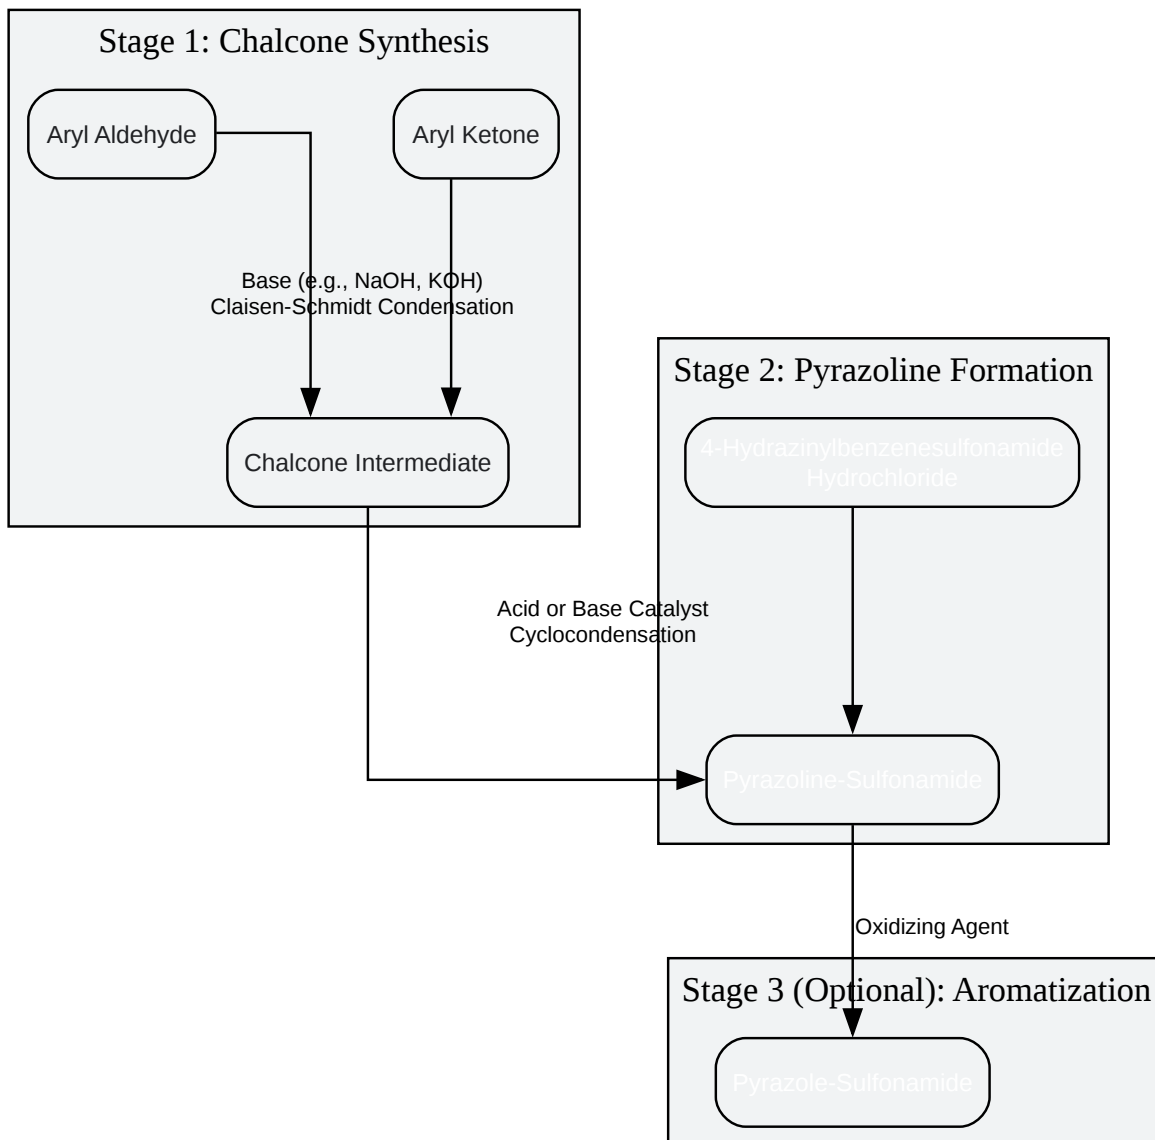 Stage 1: Chalcone Synthesis
Aryl Aldehyde
Aryl Ketone
Base (e.g., NaOH, KOH)
Claisen-Schmidt Condensation
Chalcone Intermediate
Stage 2: Pyrazoline Formation
4-Hydrazinylbenzenesulfonamide
Hydrochloride
Acid or Base Catalyst
Cyclocondensation
Pyrazoline-Sulfonamide
Oxidizing Agent
Stage 3 (Optional): Aromatization
Pyrazole-Sulfonamide